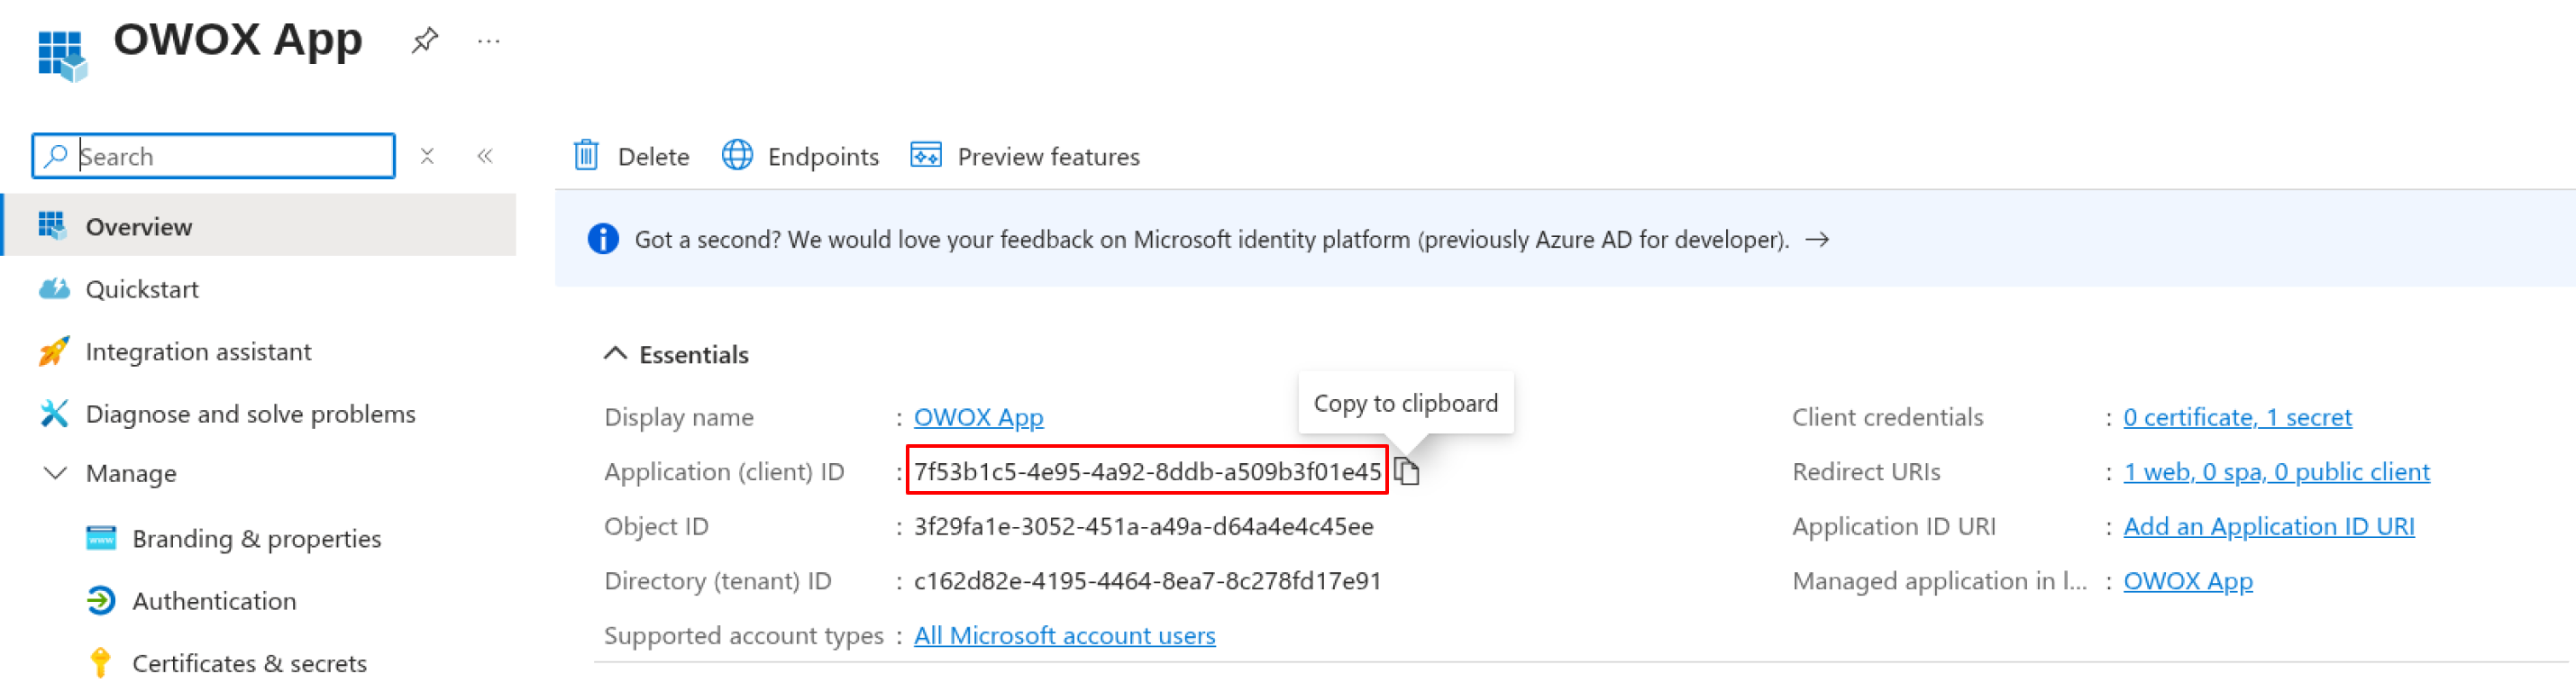 OWOX App
Search
Delete Endpoints Preview features
Overview
Got a second? We would love your feedback on Microsoft identity platform (previously Azure AD for developer). →
Quickstart
Integration assistant
Diagnose and solve problems
Manage
Branding & properties
Authentication
Certificates & secrets
Essentials
Copy to clipboard
Display name : OWOX App
Application (client) ID : 7f53b1c5-4e95-4a92-8ddb-a509b3f01e45
Object ID : 3f29fa1e-3052-451a-a49a-d64a4e4c45ee
Directory (tenant) ID : c162d82e-4195-4464-8ea7-8c278fd17e91
Supported account types : All Microsoft account users
Client credentials : 0 certificate, 1 secret
Redirect URIs : 1 web, 0 spa, 0 public client
Application ID URI : Add an Application ID URI
Managed application in l... : OWOX App